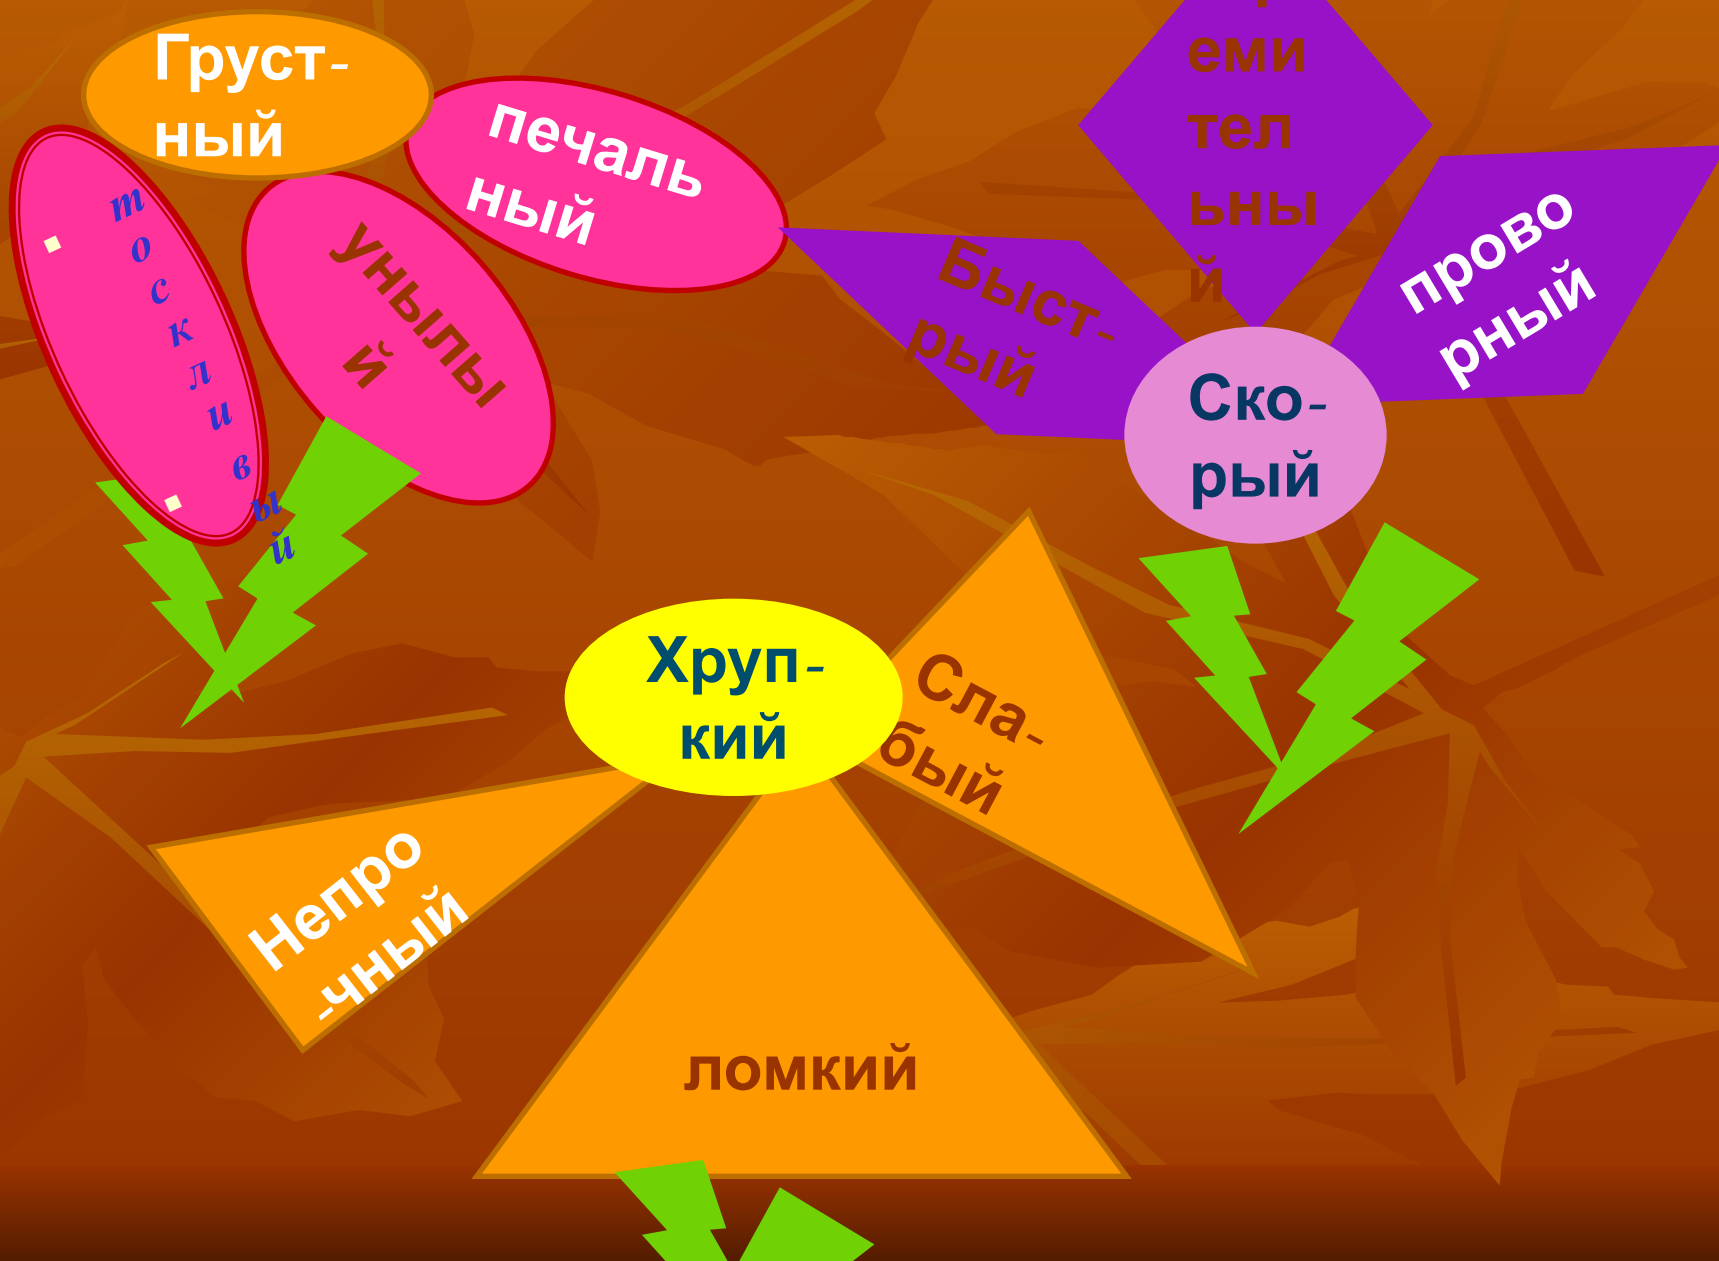 Груст-
ный
печаль
ный
унылы
й
тоскливый
еми
тел
ьны
й
Быст-
рый
прово
рный
Ско-
рый
Хруп-
кий
Сла-
бый
Непро
-чный
ломкий